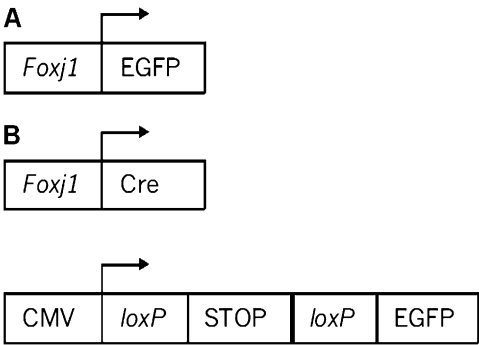 A
Foxj1 EGFP
B
Foxj1 Cre
CMV loxP STOP loxP EGFP